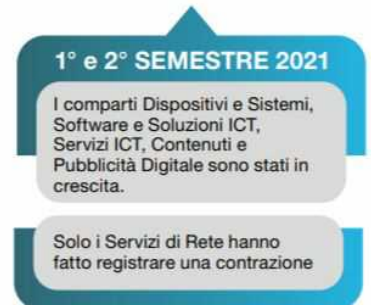 1° e 2° SEMESTRE 2021
I comparti Dispositivi e Sistemi,
Software e Soluzioni ICT,
Servizi ICT, Contenuti e
Pubblicità Digitale sono stati in
crescita.
Solo i Servizi di Rete hanno
fatto registrare una contrazione